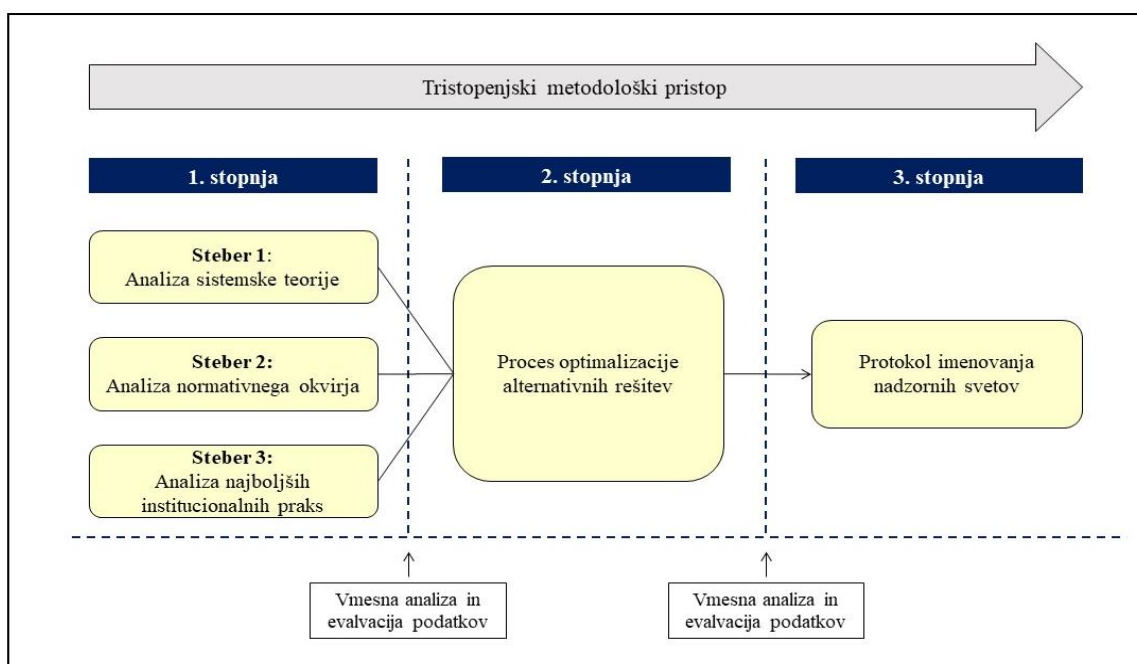 Tristopenjski metodološki pristop
1. stopnja
2. stopnja
3. stopnja
Steber 1:
Analiza sistemske teorije
Steber 2:
Analiza normativnega okvirja
Steber 3:
Analiza najboljših
institucionalnih praks
Proces optimalizacije
alternativnih rešitev
Protokol imenovanja
nadzornih svetov
Vmesna analiza in
evalvacija podatkov
Vmesna analiza in
evalvacija podatkov